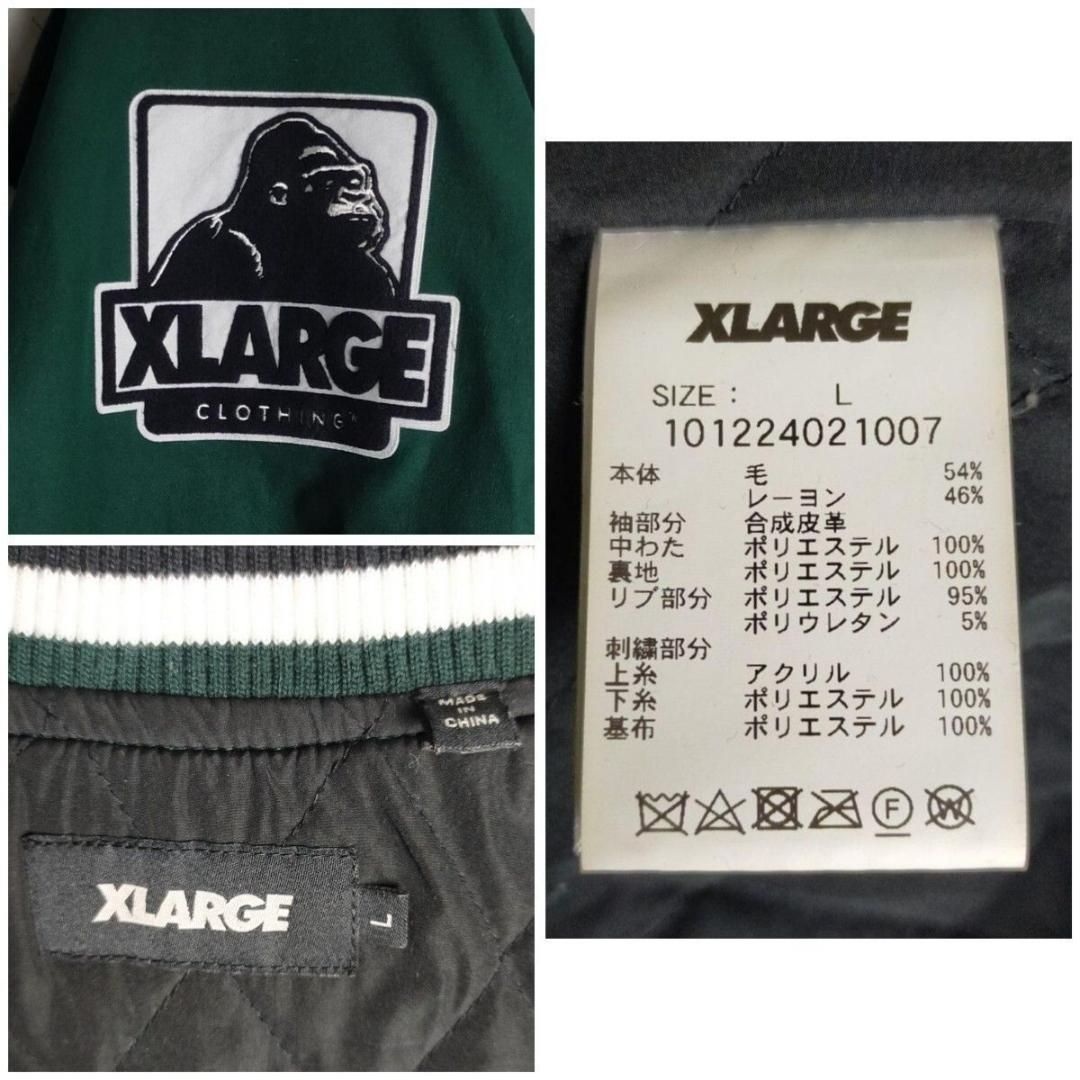 XLARGE
CLOTHING
MADE
IN
CHINA
XLARGE
L
XLARGE
SIZE : L
101224021007
本体 毛 54%
レーヨン 46%
袖部分 合成皮革
中わた ポリエステル 100%
裏地 ポリエステル 100%
リブ部分 ポリエステル 95%
ポリウレタン 5%
刺繍部分
上糸 アクリル 100%
下糸 ポリエステル 100%
基布 ポリエステル 100%
F
W